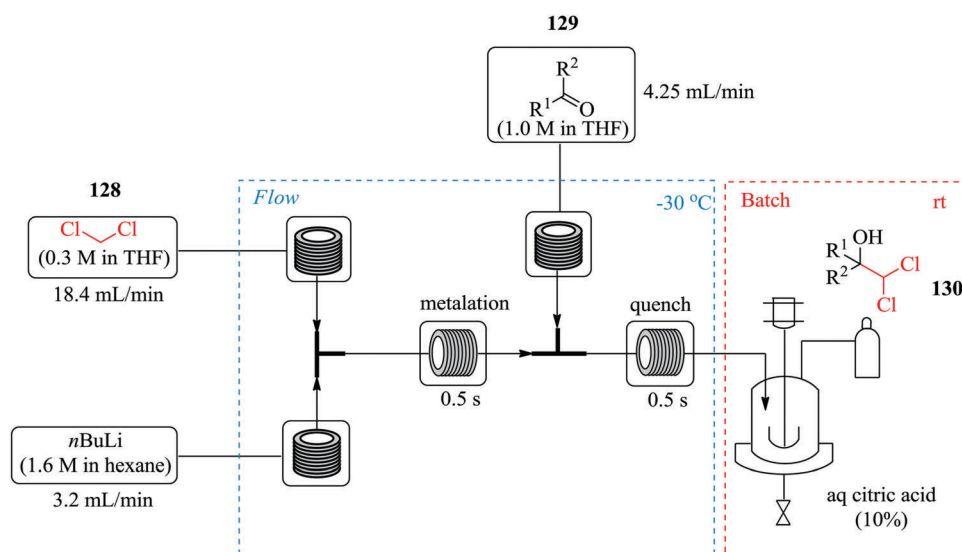 129
R²
R¹ O
(1.0 M in THF)
4.25 mL/min
128
Cl Cl
(0.3 M in THF)
18.4 mL/min
Flow
-30 °C
metalation
0.5 s
quench
0.5 s
nBuLi
(1.6 M in hexane)
3.2 mL/min
Batch
rt
OH
R¹
R² Cl
Cl
130
aq citric acid
(10%)